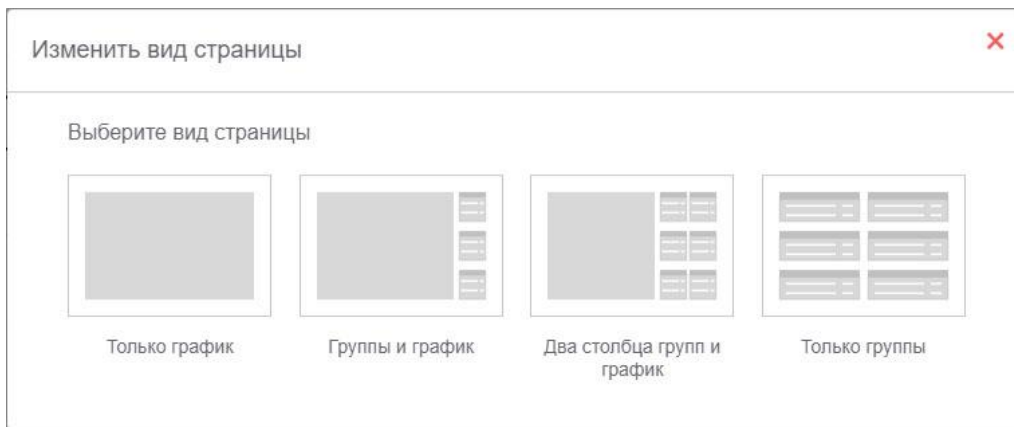 Изменить вид страницы
Выберите вид страницы
Только график
Группы и график
Два столбца групп и
график
Только группы